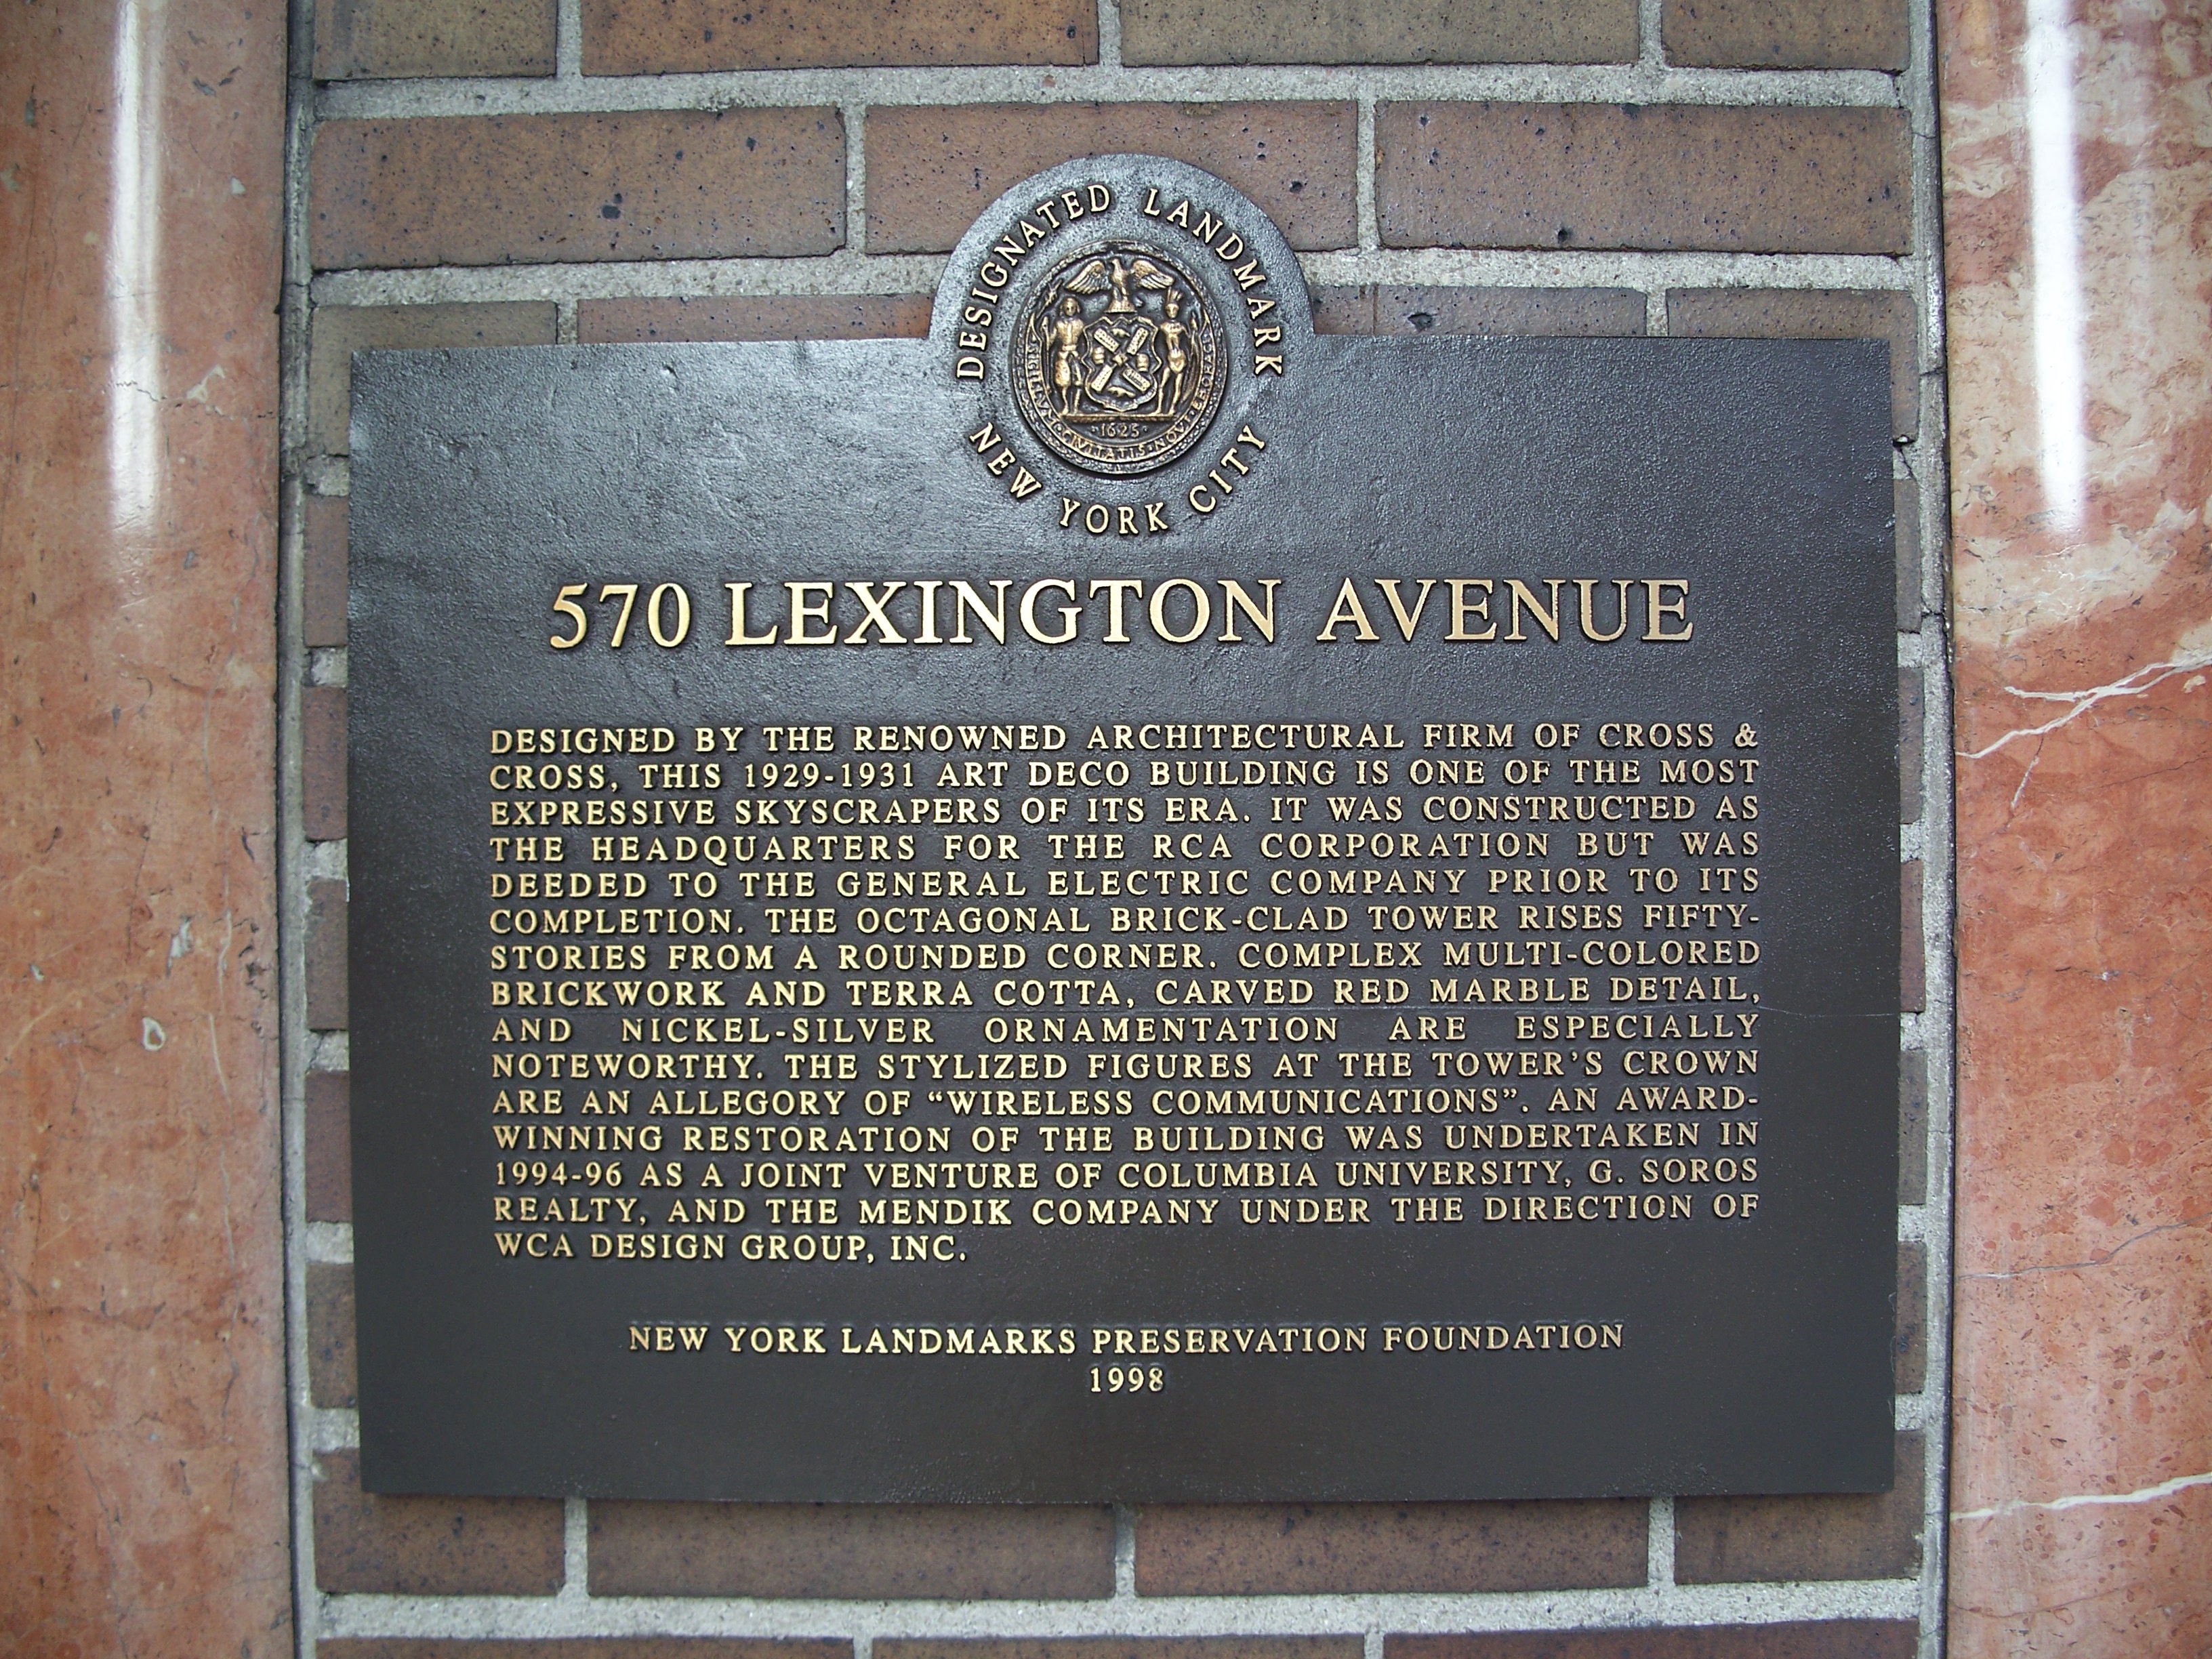 DESIGNATED LANDMARK
NEW YORK CITY
SIGILLVM CIVITATIS NOVI EBORACI
1625
570 LEXINGTON AVENUE
DESIGNED BY THE RENOWNED ARCHITECTURAL FIRM OF CROSS &
CROSS, THIS 1929-1931 ART DECO BUILDING IS ONE OF THE MOST
EXPRESSIVE SKYSCRAPERS OF ITS ERA. IT WAS CONSTRUCTED AS
THE HEADQUARTERS FOR THE RCA CORPORATION BUT WAS
DEEDED TO THE GENERAL ELECTRIC COMPANY PRIOR TO ITS
COMPLETION. THE OCTAGONAL BRICK-CLAD TOWER RISES FIFTY-
STORIES FROM A ROUNDED CORNER. COMPLEX MULTI-COLORED
BRICKWORK AND TERRA COTTA, CARVED RED MARBLE DETAIL,
AND NICKEL-SILVER ORNAMENTATION ARE ESPECIALLY
NOTEWORTHY. THE STYLIZED FIGURES AT THE TOWER’S CROWN
ARE AN ALLEGORY OF “WIRELESS COMMUNICATIONS”. AN AWARD-
WINNING RESTORATION OF THE BUILDING WAS UNDERTAKEN IN
1994-96 AS A JOINT VENTURE OF COLUMBIA UNIVERSITY, G. SOROS
REALTY, AND THE MENDIK COMPANY UNDER THE DIRECTION OF
WCA DESIGN GROUP, INC.
NEW YORK LANDMARKS PRESERVATION FOUNDATION
1998